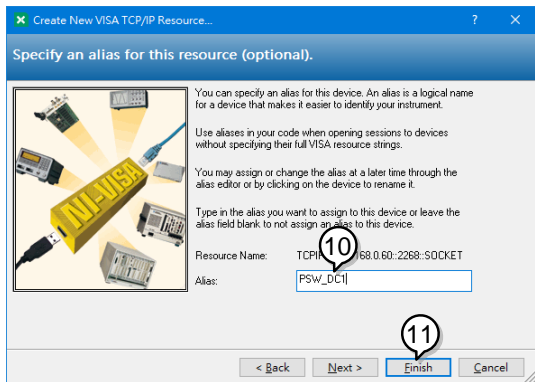 Create New VISA TCP/IP Resource...
Specify an alias for this resource (optional).
You can specify an alias for this device. An alias is a logical name
for a device that makes it easier to identify your instrument.
Use aliases in your code when opening sessions to devices
without specifying their full VISA resource strings.
You may assign or change the alias at a later time through the
alias editor or by clicking on the device to rename it.
Type in the alias you want to assign to this device or leave the
alias field blank to not assign an alias to this device.
NI-VISA
10
Resource Name: TCPIP 68.0.60::2268::SOCKET
Alias: PSW_DC1
11
< Back Next > Finish Cancel